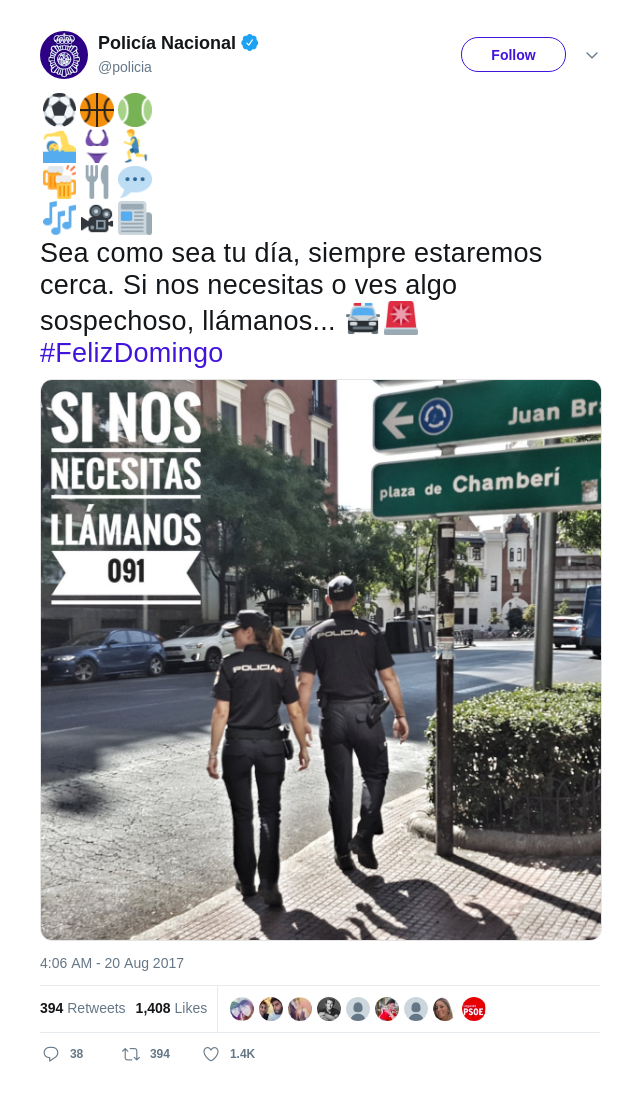 Policía Nacional
@policia
Follow
Sea como sea tu día, siempre estaremos
cerca. Si nos necesitas o ves algo
sospechoso, llámanos...
#FelizDomingo
SI NOS
NECESITAS
LLÁMANOS
091
Juan Bra
plaza de Chamberí
POLICIA
POLICIA
4:06 AM - 20 Aug 2017
394 Retweets 1,408 Likes
PSOE
38 394 1.4K